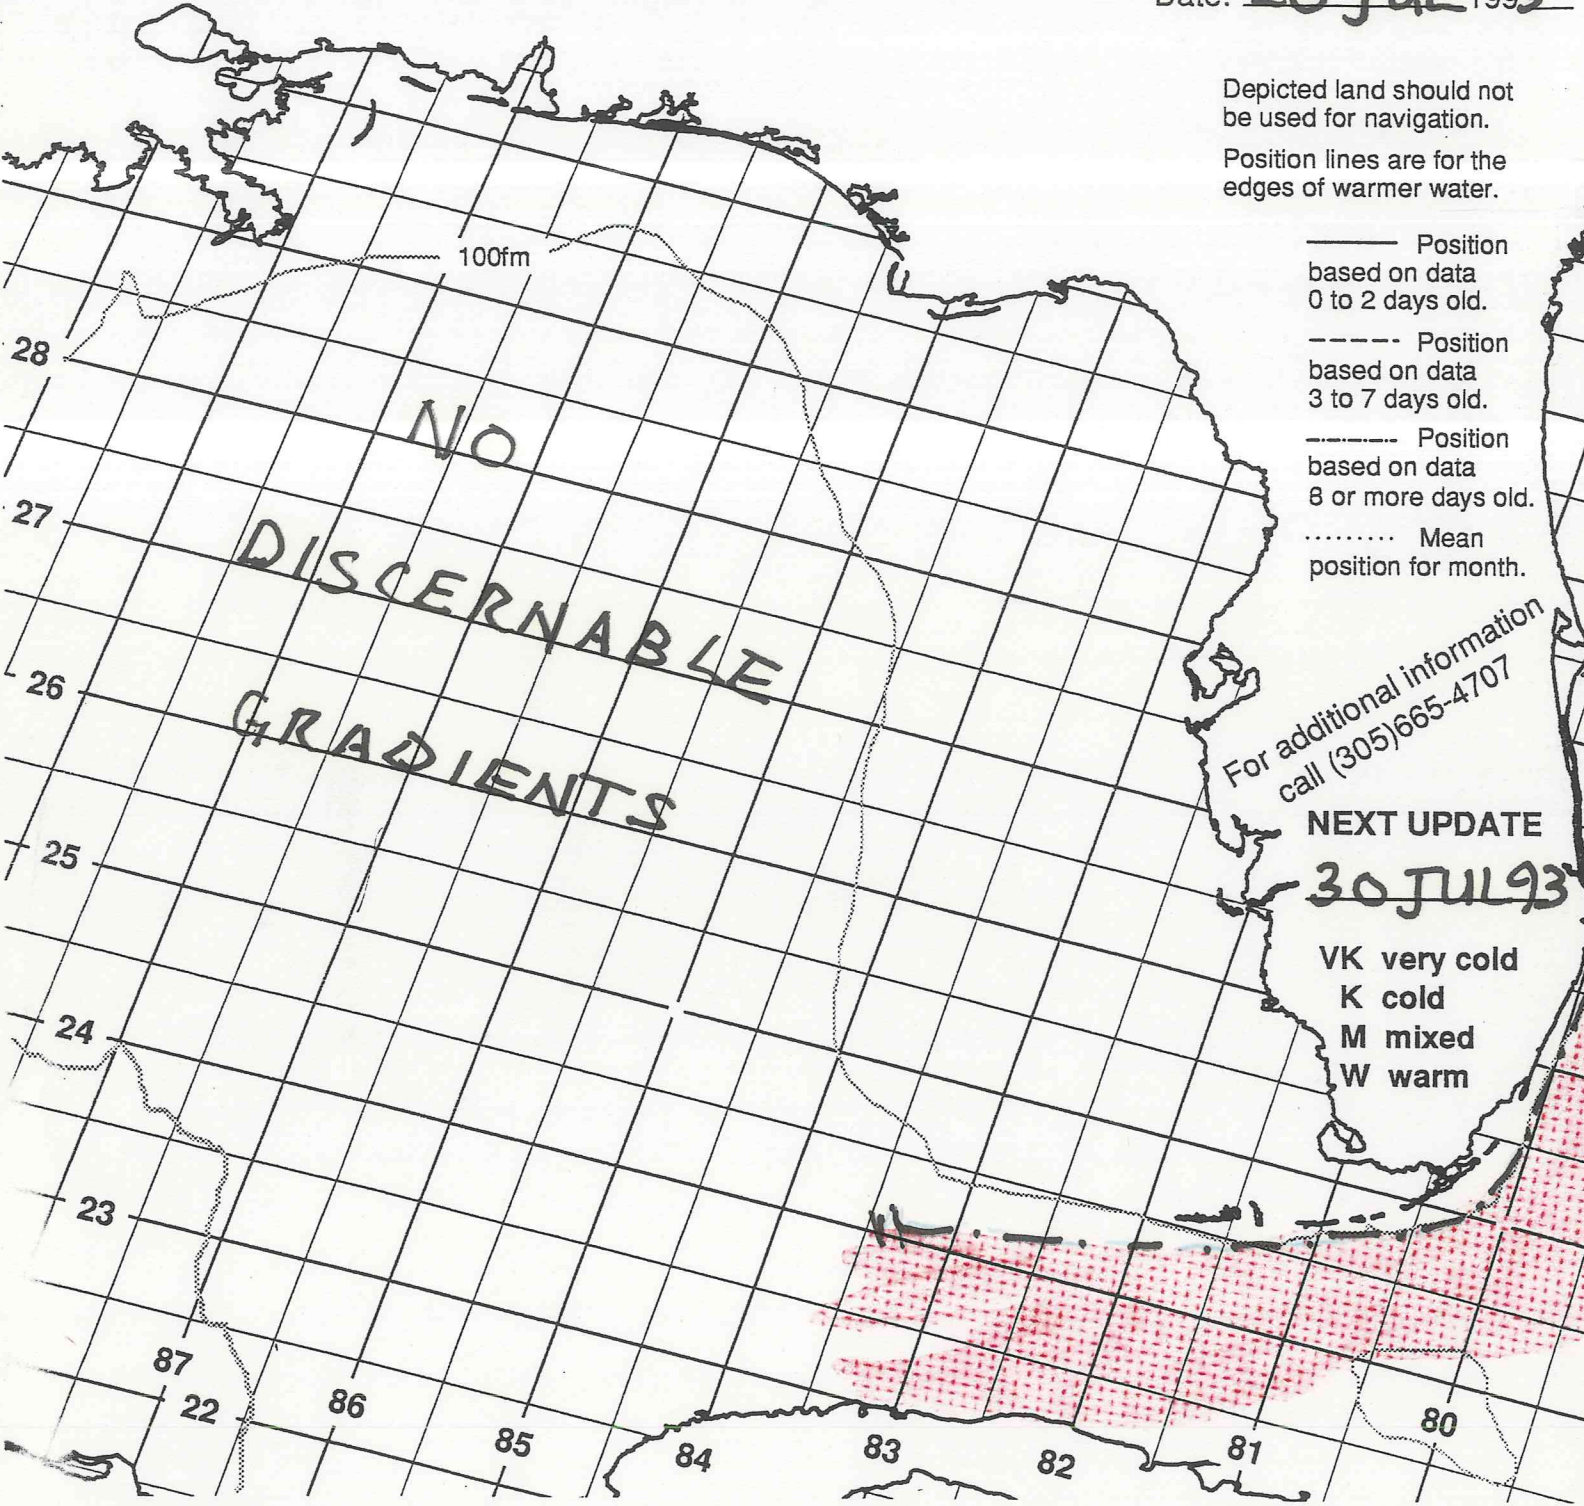 Date: JUL 1993
Depicted land should not
be used for navigation.
Position lines are for the
edges of warmer water.
Position
based on data
0 to 2 days old.
Position
based on data
3 to 7 days old.
Position
based on data
8 or more days old.
Mean
position for month.
100fm
28
NO
27
DISCERNABLE
26
GRADIENTS
For additional information
call (305)665-4707
NEXT UPDATE
30 JUL 93
25
VK very cold
K cold
M mixed
W warm
24
23
87
22
86
85
84
83
82
81
80